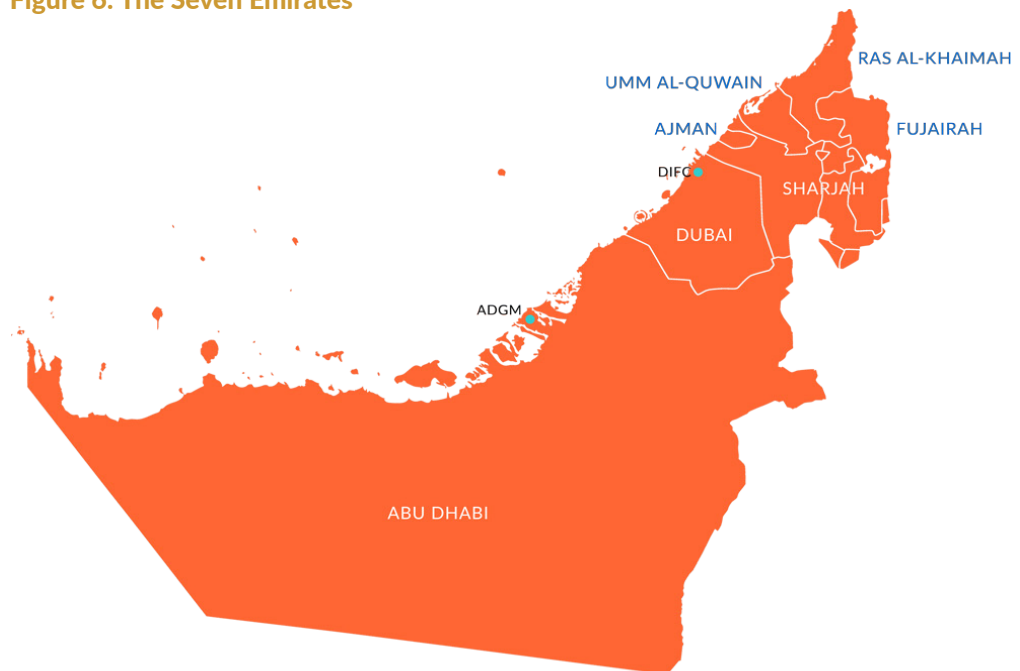 Figure 6. The Seven Emirates
RAS AL-KHAIMAH
UMM AL-QUWAIN
AJMAN
FUJAIRAH
DIFC
SHARJAH
DUBAI
ADGM
ABU DHABI